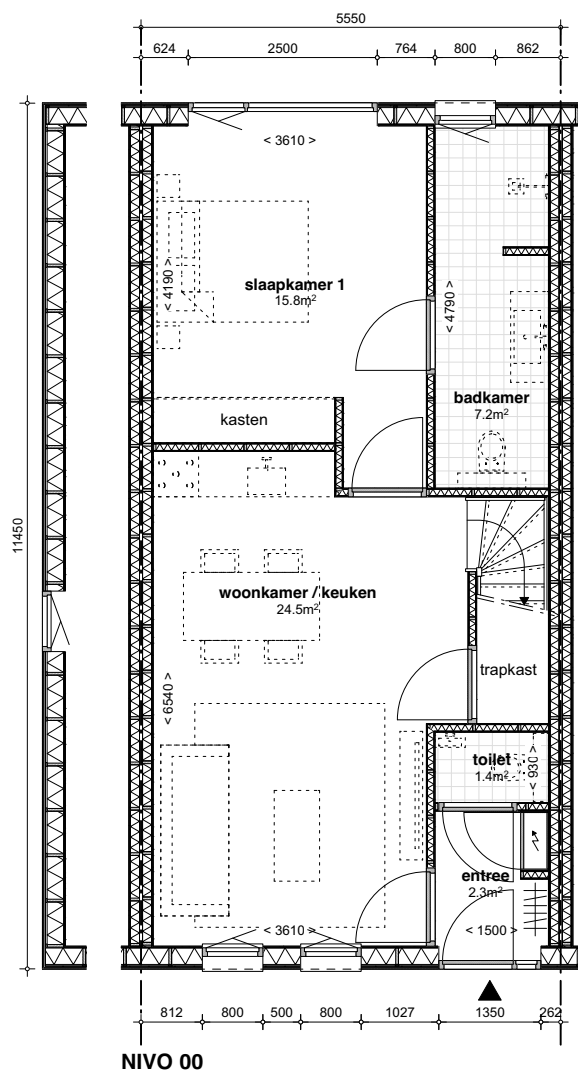 5550
624 2500 764 800 862
11450
< 3610 >
< 4190 >
slaapkamer 1
15.8m²
< 4790 >
badkamer
7.2m²
kasten
woonkamer / keuken
24.5m²
trapkast
< 6540 >
toilet
1.4m²
< 930 >
entree
2.3m²
< 3610 >
< 1500 >
812 800 500 800 1027 1350 262
NIVO 00